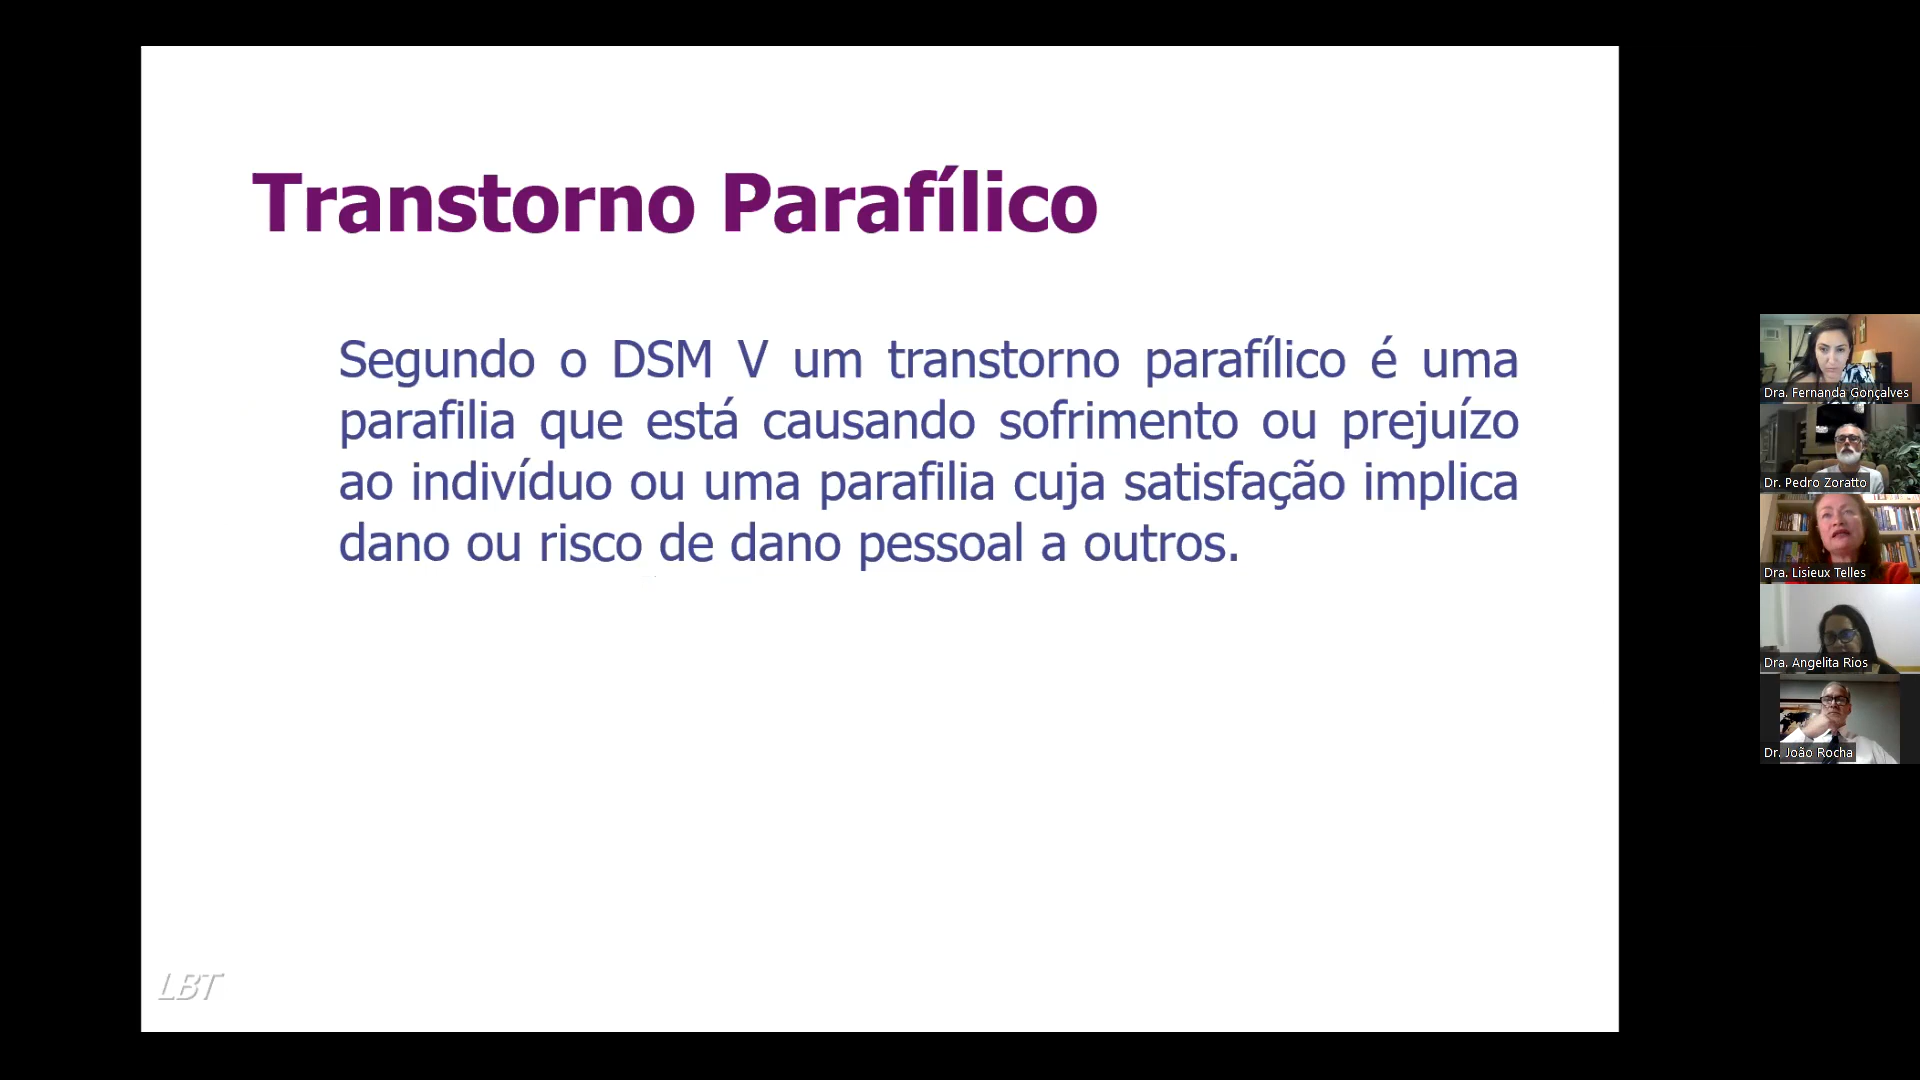 Transtorno Parafílico
Segundo o DSM V um transtorno parafílico é uma
parafilia que está causando sofrimento ou prejuízo
ao indivíduo ou uma parafilia cuja satisfação implica
dano ou risco de dano pessoal a outros.
LBT
Dra. Fernanda Gonçalves
Dr. Pedro Zoratto
Dra. Lisieux Telles
Dra. Angelita Rios
Dr. João Rocha